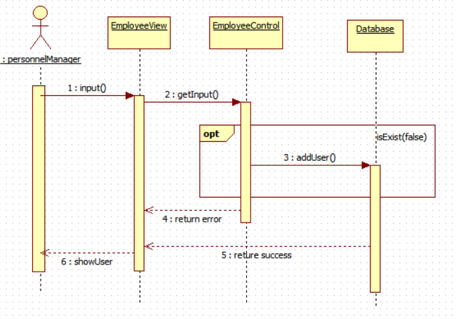 EmployeeView
EmployeeControl
Database
: personnelManager
1 : input()
2 : getInput()
opt
isExist(false)
3 : addUser()
4 : return error
5 : reture success
6 : showUser